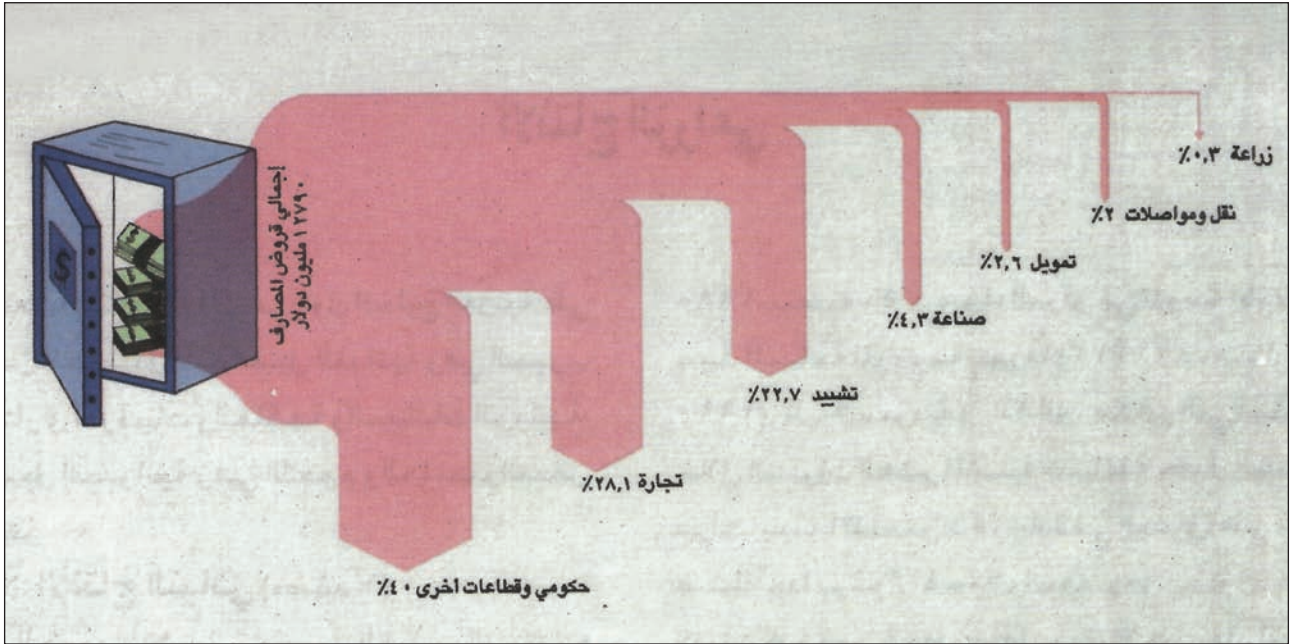 إجمالي قروض المصارف
١٢٧٩٠ مليون دولار
زراعة ٠,٣٪
نقل ومواصلات ٢٪
تمويل ٢,٦٪
صناعة ٤,٣٪
تشييد ٢٢,٧٪
تجارة ٢٨,١٪
حكومي وقطاعات أخرى ٤٠٪
$